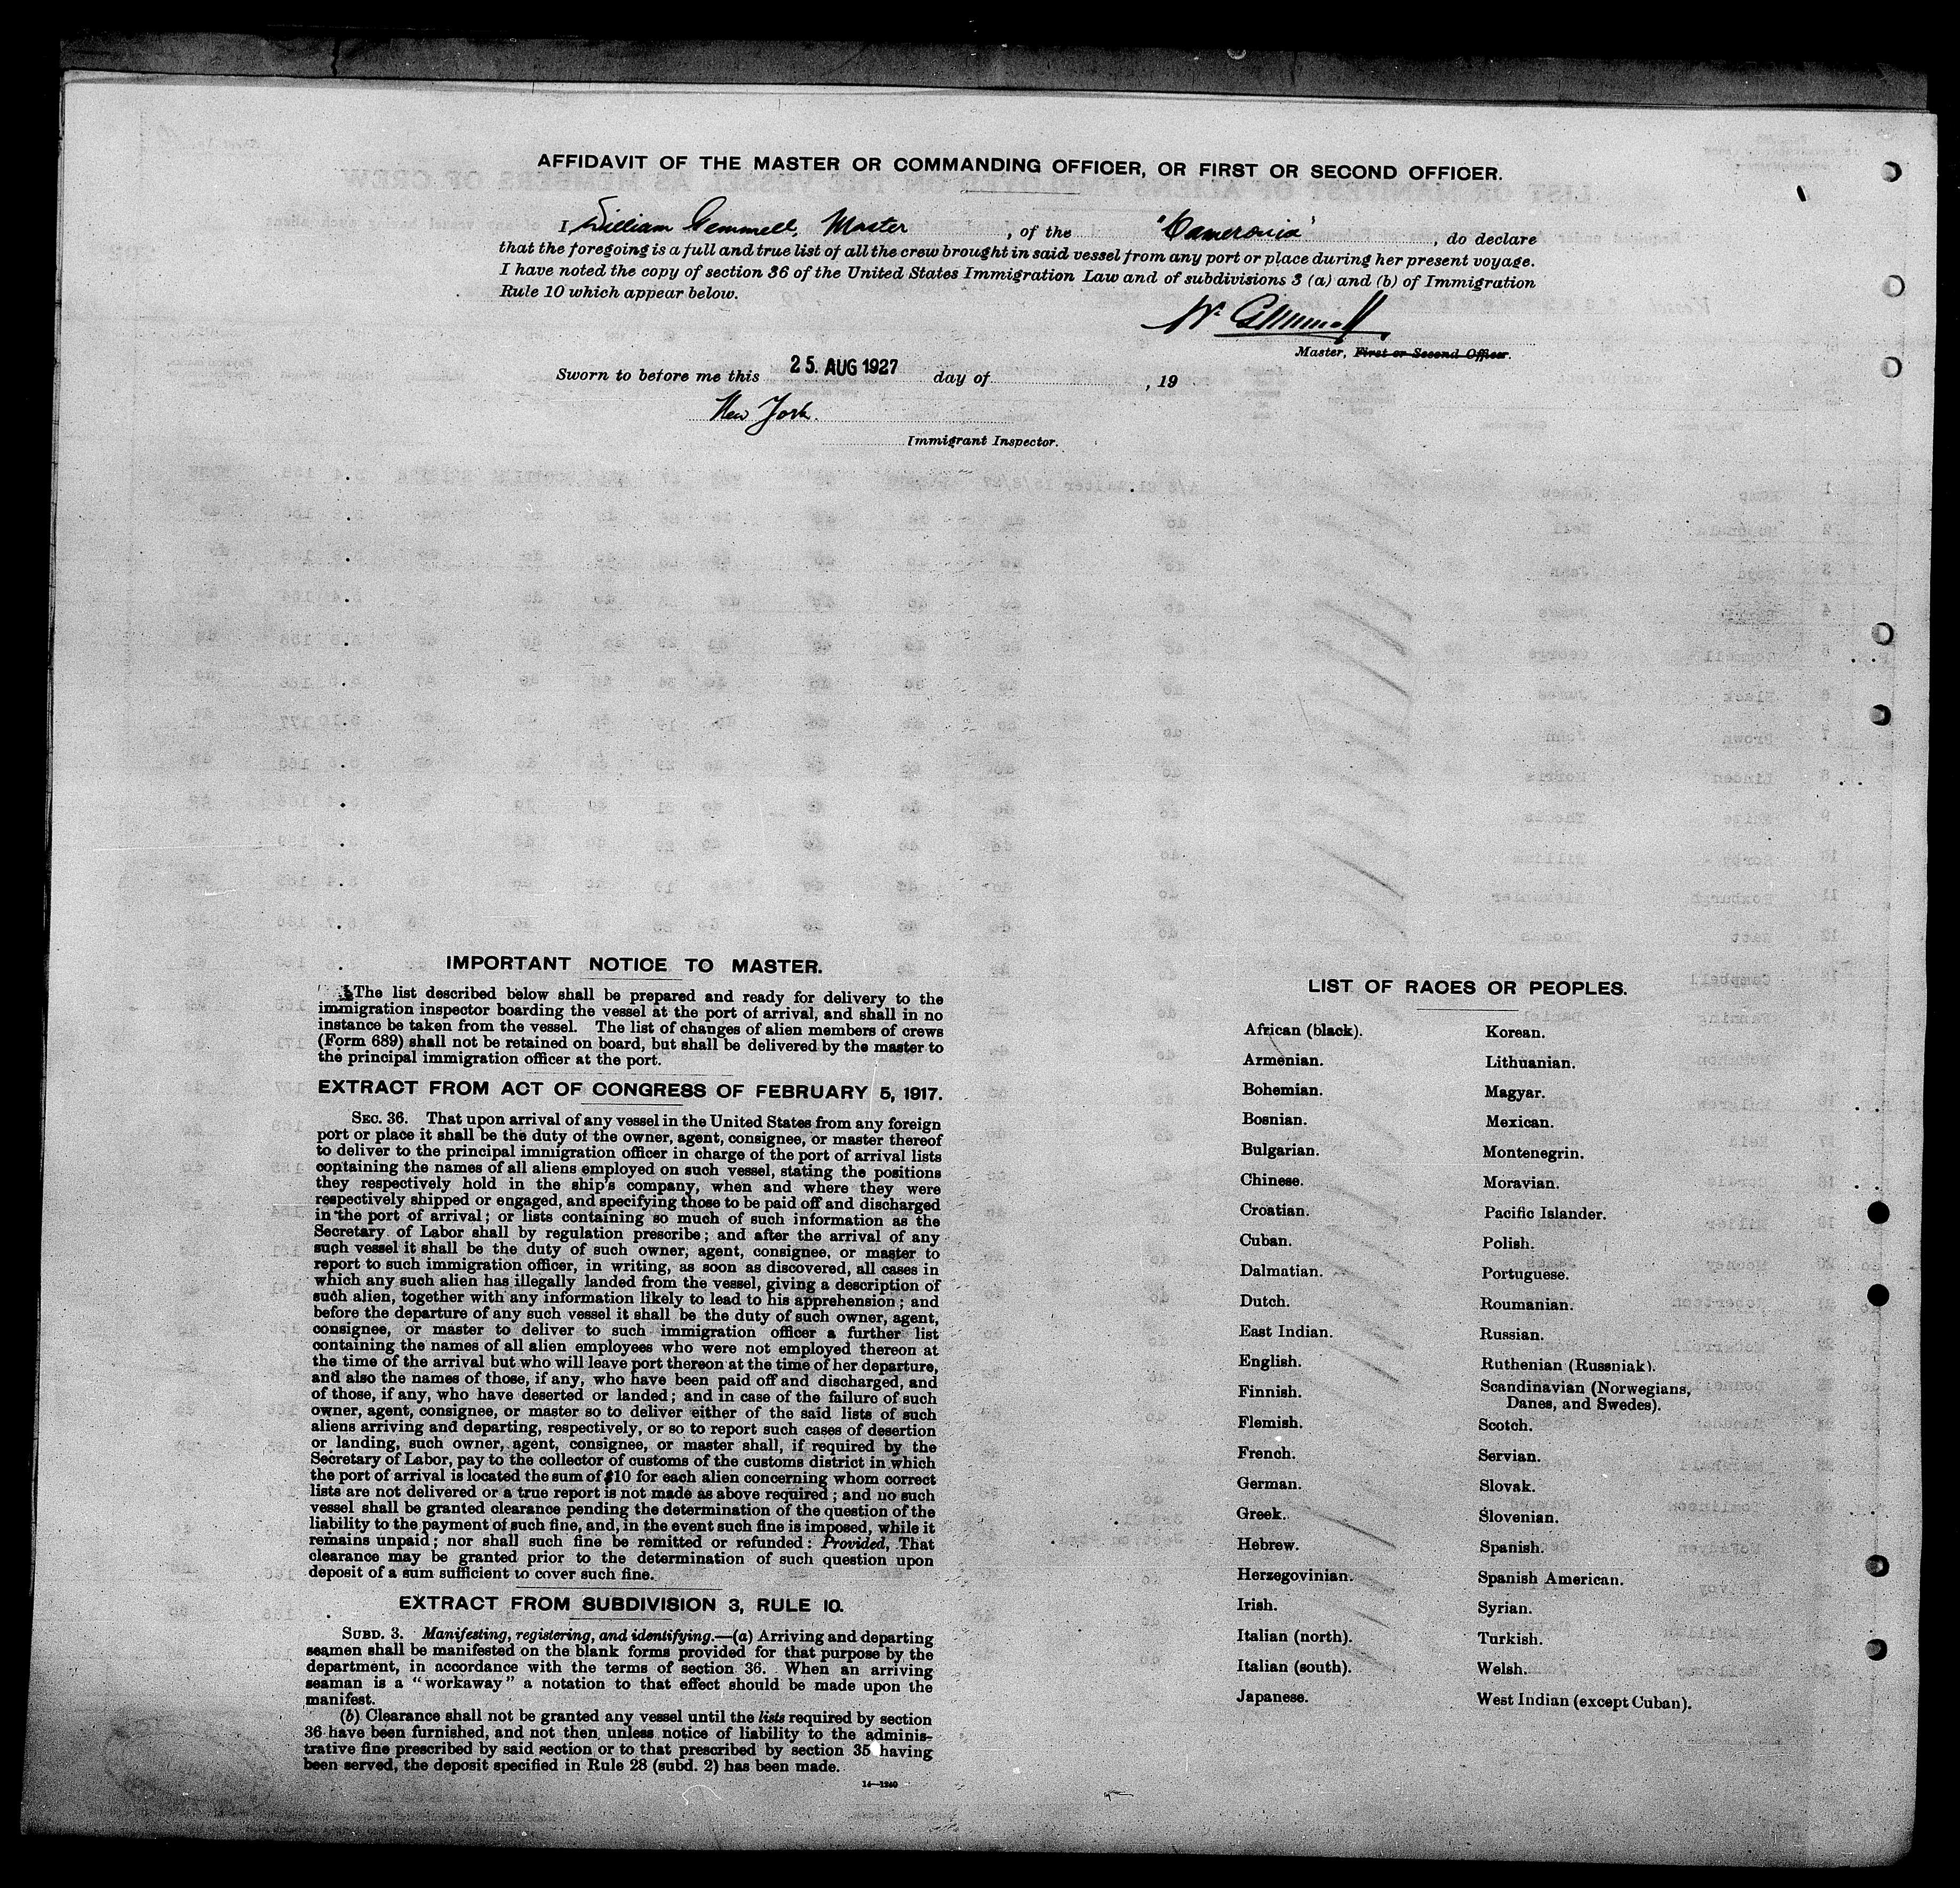 AFFIDAVIT OF THE MASTER OR COMMANDING OFFICER, OR FIRST OR SECOND OFFICER.
I, William Gemmell, Master, of the "Cameronia", do declare
that the foregoing is a full and true list of all the crew brought in said vessel from any port or place during her present voyage.
I have noted the copy of section 36 of the United States Immigration Law and of subdivisions 3 (a) and (b) of Immigration
Rule 10 which appear below.
Wm Gemmell
Master, First or Second Officer.
Sworn to before me this 25. AUG 1927 day of , 19
New York.
Immigrant Inspector.
IMPORTANT NOTICE TO MASTER.
The list described below shall be prepared and ready for delivery to the
immigration inspector boarding the vessel at the port of arrival, and shall in no
instance be taken from the vessel. The list of changes of alien members of crews
(Form 689) shall not be retained on board, but shall be delivered by the master to
the principal immigration officer at the port.
EXTRACT FROM ACT OF CONGRESS OF FEBRUARY 5, 1917.
SEC. 36. That upon arrival of any vessel in the United States from any foreign
port or place it shall be the duty of the owner, agent, consignee, or master thereof
to deliver to the principal immigration officer in charge of the port of arrival lists
containing the names of all aliens employed on such vessel, stating the positions
they respectively hold in the ship's company, when and where they were
respectively shipped or engaged, and specifying those to be paid off and discharged
in the port of arrival; or lists containing so much of such information as the
Secretary of Labor shall by regulation prescribe; and after the arrival of any
such vessel it shall be the duty of such owner, agent, consignee, or master to
report to such immigration officer, in writing, as soon as discovered, all cases in
which any such alien has illegally landed from the vessel, giving a description of
such alien, together with any information likely to lead to his apprehension; and
before the departure of any such vessel it shall be the duty of such owner, agent,
consignee, or master to deliver to such immigration officer a further list
containing the names of all alien employees who were not employed thereon at
the time of the arrival but who will leave port thereon at the time of her departure,
and also the names of those, if any, who have been paid off and discharged, and
of those, if any, who have deserted or landed; and in case of the failure of such
owner, agent, consignee, or master so to deliver either of the said lists of such
aliens arriving and departing, respectively, or so to report such cases of desertion
or landing, such owner, agent, consignee, or master shall, if required by the
Secretary of Labor, pay to the collector of customs of the customs district in which
the port of arrival is located the sum of $10 for each alien concerning whom correct
lists are not delivered or a true report is not made as above required; and no such
vessel shall be granted clearance pending the determination of the question of the
liability to the payment of such fine, and, in the event such fine is imposed, while it
remains unpaid; nor shall such fine be remitted or refunded: Provided, That
clearance may be granted prior to the determination of such question upon
deposit of a sum sufficient to cover such fine.
EXTRACT FROM SUBDIVISION 3, RULE 10.
SUBD. 3. Manifesting, registering, and identifying.—(a) Arriving and departing
seamen shall be manifested on the blank forms provided for that purpose by the
department, in accordance with the terms of section 36. When an arriving
seaman is a "workaway" a notation to that effect should be made upon the
manifest.
(b) Clearance shall not be granted any vessel until the lists required by section
36 have been furnished, and not then unless notice of liability to the adminis-
trative fine prescribed by said section or to that prescribed by section 35 having
been served, the deposit specified in Rule 28 (subd. 2) has been made.
14—1240
LIST OF RACES OR PEOPLES.
African (black).
Armenian.
Bohemian.
Bosnian.
Bulgarian.
Chinese.
Croatian.
Cuban.
Dalmatian.
Dutch.
East Indian.
English.
Finnish.
Flemish.
French.
German.
Greek.
Hebrew.
Herzegovinian.
Irish.
Italian (north).
Italian (south).
Japanese.
Korean.
Lithuanian.
Magyar.
Mexican.
Montenegrin.
Moravian.
Pacific Islander.
Polish.
Portuguese.
Roumanian.
Russian.
Ruthenian (Russniak).
Scandinavian (Norwegians,
Danes, and Swedes).
Scotch.
Servian.
Slovak.
Slovenian.
Spanish.
Spanish American.
Syrian.
Turkish.
Welsh.
West Indian (except Cuban).